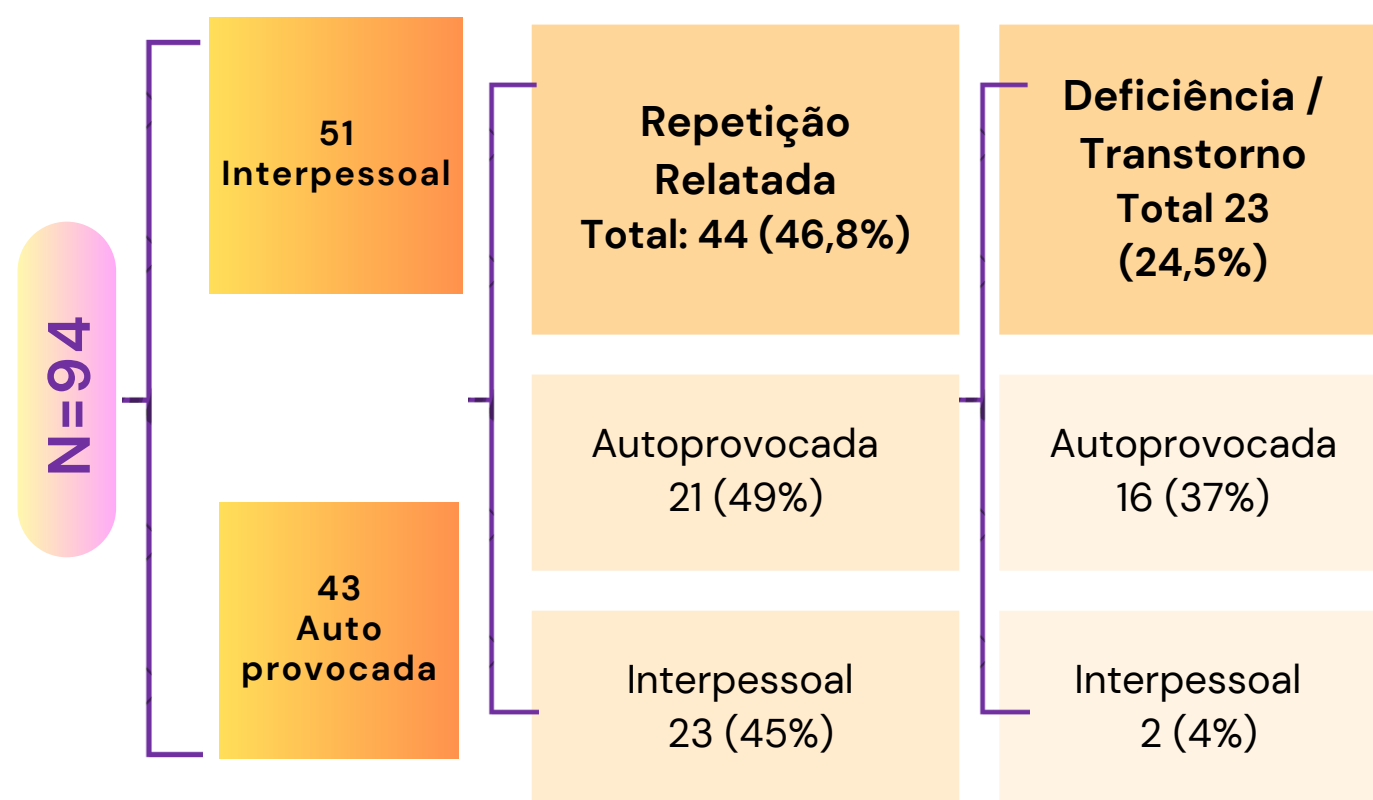 N=94
51
Interpessoal
43
Auto
provocada
Repetição
Relatada
Total: 44 (46,8%)
Autoprovocada
21 (49%)
Interpessoal
23 (45%)
Deficiência /
Transtorno
Total 23
(24,5%)
Autoprovocada
16 (37%)
Interpessoal
2 (4%)